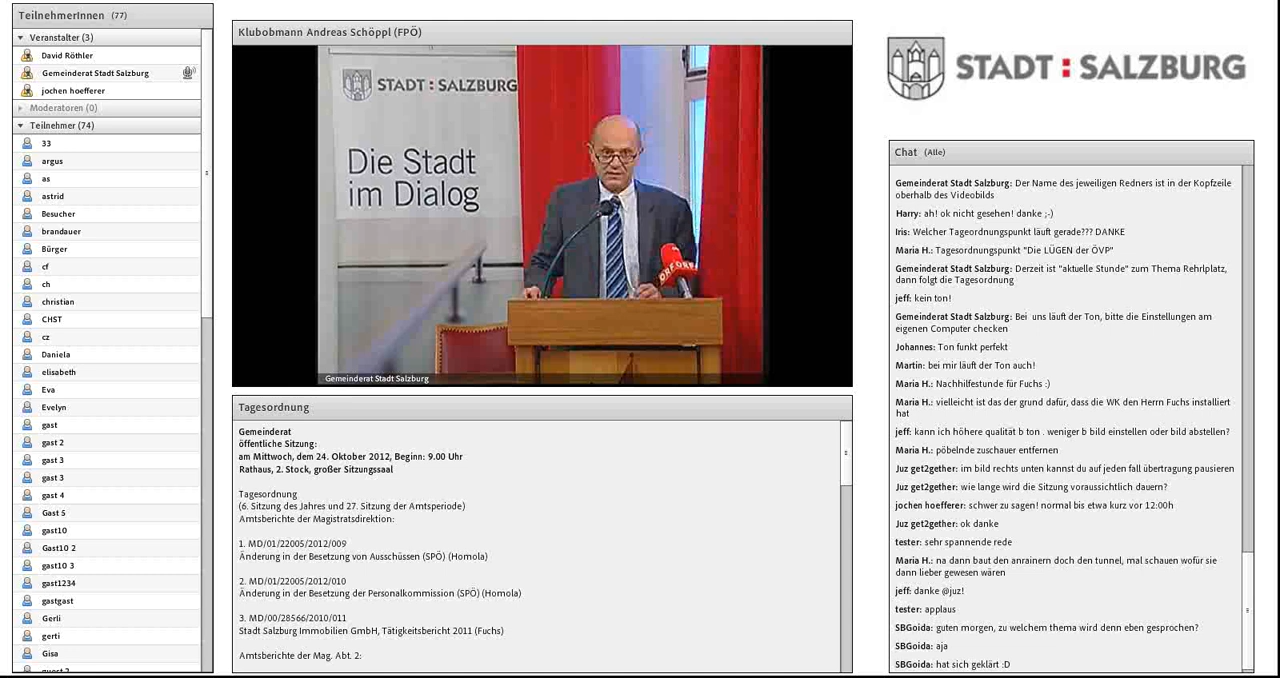 TeilnehmerInnen (77)
Veranstalter (3)
David Röthler
Gemeinderat Stadt Salzburg
jochen hoefferer
Moderatoren (0)
Teilnehmer (74)
33
argus
as
astrid
Besucher
brandauer
Bürger
cf
ch
christian
CHST
cz
Daniela
elisabeth
Eva
Evelyn
gast
gast 2
gast 3
gast 3
gast 4
Gast 5
gast10
Gast10 2
gast10 3
gast1234
gastgast
Gerli
gerti
Gisa
guest 2
Klubobmann Andreas Schöppl (FPÖ)
STADT : SALZBURG
Die Stadt
im Dialog
ORF
Gemeinderat Stadt Salzburg
Tagesordnung
Gemeinderat
öffentliche Sitzung:
am Mittwoch, dem 24. Oktober 2012, Beginn: 9.00 Uhr
Rathaus, 2. Stock, großer Sitzungssaal
Tagesordnung
(6. Sitzung des Jahres und 27. Sitzung der Amtsperiode)
Amtsberichte der Magistratsdirektion:
1. MD/01/22005/2012/009
Änderung in der Besetzung von Ausschüssen (SPÖ) (Homola)
2. MD/01/22005/2012/010
Änderung in der Besetzung der Personalkommission (SPÖ) (Homola)
3. MD/00/28566/2010/011
Stadt Salzburg Immobilien GmbH, Tätigkeitsbericht 2011 (Fuchs)
Amtsberichte der Mag. Abt. 2:
STADT : SALZBURG
Chat (Alle)
Gemeinderat Stadt Salzburg: Der Name des jeweiligen Redners ist in der Kopfzeile
oberhalb des Videobilds
Harry: ah! ok nicht gesehen! danke ;-)
Iris: Welcher Tageordnungspunkt läuft gerade??? DANKE
Maria H.: Tagesordnungspunkt "Die LÜGEN der ÖVP"
Gemeinderat Stadt Salzburg: Derzeit ist "aktuelle Stunde" zum Thema Rehrlplatz,
dann folgt die Tagesordnung
jeff: kein ton!
Gemeinderat Stadt Salzburg: Bei uns läuft der Ton, bitte die Einstellungen am
eigenen Computer checken
Johannes: Ton funkt perfekt
Martin: bei mir läuft der Ton auch!
Maria H.: Nachhilfestunde für Fuchs :)
Maria H.: vielleicht ist das der grund dafür, dass die WK den Herrn Fuchs installiert
hat
jeff: kann ich höhere qualität b ton . weniger b bild einstellen oder bild abstellen?
Maria H.: pöbelnde zuschauer entfernen
Juz get2gether: im bild rechts unten kannst du auf jeden fall übertragung pausieren
Juz get2gether: wie lange wird die Sitzung voraussichtlich dauern?
jochen hoefferer: schwer zu sagen! normal bis etwa kurz vor 12:00h
Juz get2gether: ok danke
tester: sehr spannende rede
Maria H.: na dann baut den anrainern doch den tunnel, mal schauen wofür sie
dann lieber gewesen wären
jeff: danke @juz!
tester: applaus
SBGoida: guten morgen, zu welchem thema wird denn eben gesprochen?
SBGoida: aja
SBGoida: hat sich geklärt :D